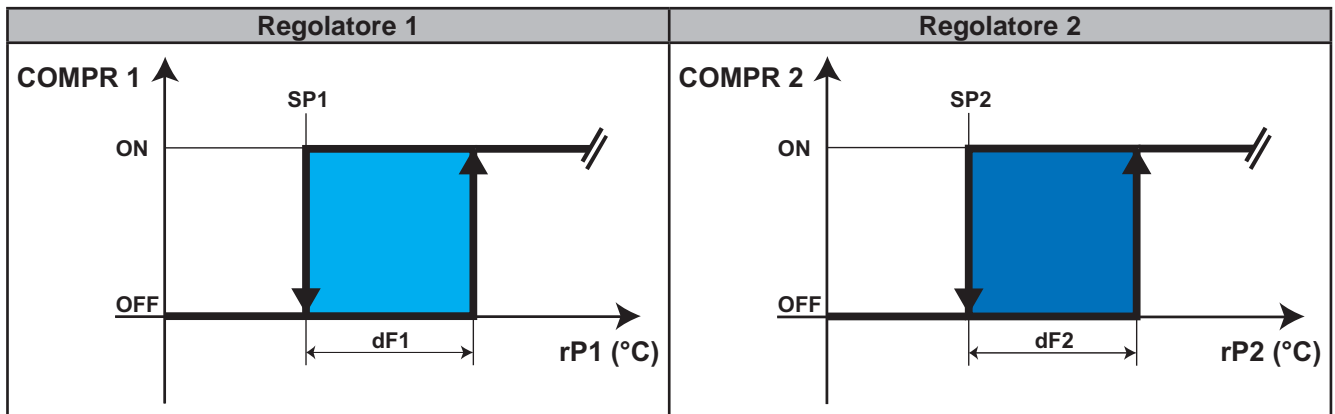 Regolatore 1
Regolatore 2
COMPR 1
SP1
ON
OFF
dF1
rP1 (°C)
COMPR 2
SP2
ON
OFF
dF2
rP2 (°C)